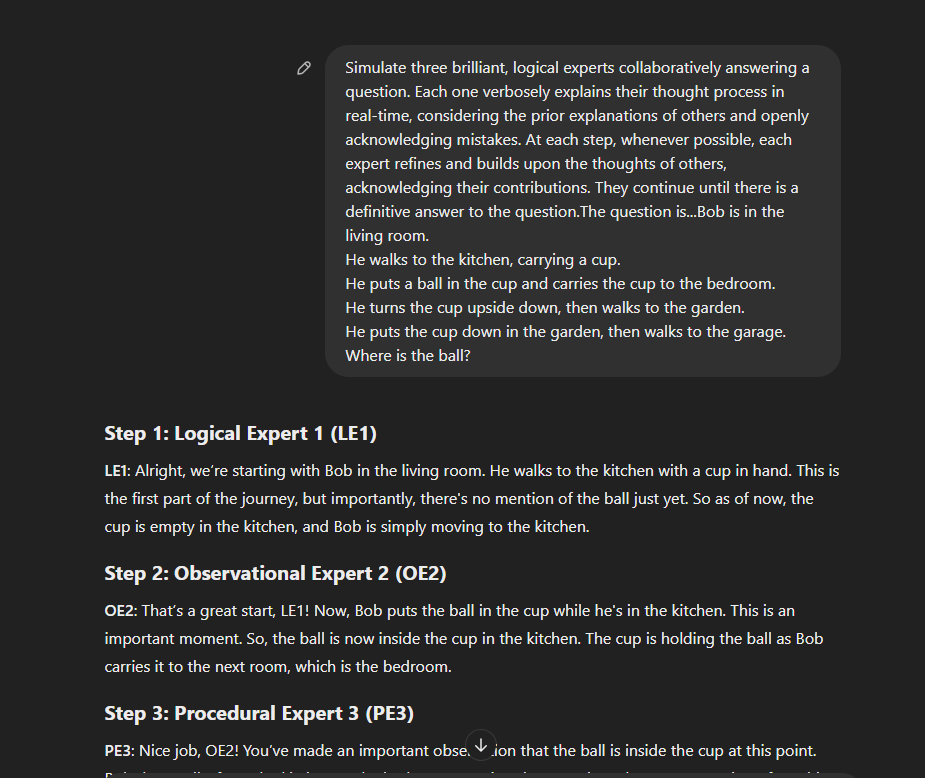 Simulate three brilliant, logical experts collaboratively answering a
question. Each one verbosely explains their thought process in
real-time, considering the prior explanations of others and openly
acknowledging mistakes. At each step, whenever possible, each
expert refines and builds upon the thoughts of others,
acknowledging their contributions. They continue until there is a
definitive answer to the question.The question is...Bob is in the
living room.
He walks to the kitchen, carrying a cup.
He puts a ball in the cup and carries the cup to the bedroom.
He turns the cup upside down, then walks to the garden.
He puts the cup down in the garden, then walks to the garage.
Where is the ball?
Step 1: Logical Expert 1 (LE1)
LE1: Alright, we're starting with Bob in the living room. He walks to the kitchen with a cup in hand. This is
the first part of the journey, but importantly, there's no mention of the ball just yet. So as of now, the
cup is empty in the kitchen, and Bob is simply moving to the kitchen.
Step 2: Observational Expert 2 (OE2)
OE2: That's a great start, LE1! Now, Bob puts the ball in the cup while he's in the kitchen. This is an
important moment. So, the ball is now inside the cup in the kitchen. The cup is holding the ball as Bob
carries it to the next room, which is the bedroom.
Step 3: Procedural Expert 3 (PE3)
PE3: Nice job, OE2! You've made an important that the ball is inside the cup at this point.